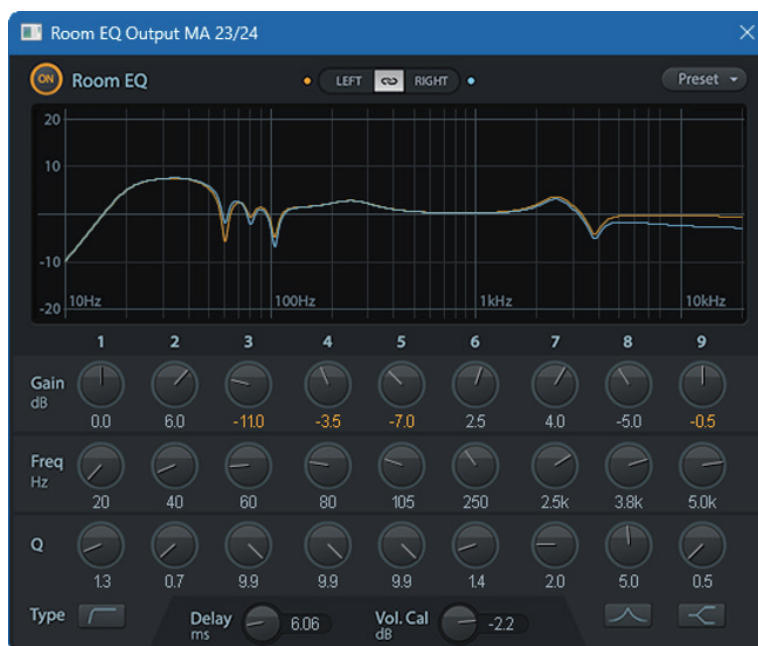 Room EQ Output MA 23/24
ON Room EQ LEFT RIGHT Preset
20
10
-10
-20 10Hz 100Hz 1kHz 10kHz
1 2 3 4 5 6 7 8 9
Gain
dB
0.0 6.0 -11.0 -3.5 -7.0 2.5 4.0 -5.0 -0.5
Freq
Hz
20 40 60 80 105 250 2.5k 3.8k 5.0k
Q
1.3 0.7 9.9 9.9 9.9 1.4 2.0 5.0 0.5
Type Delay ms 6.06 Vol. Cal dB -2.2